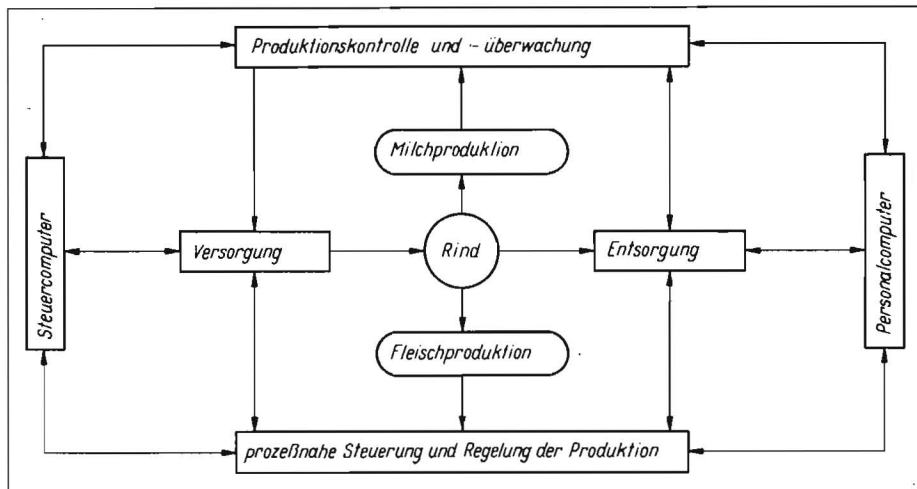 Produktionskontrolle und -überwachung
Milchproduktion
Steuercomputer
Versorgung
Rind
Entsorgung
Personalcomputer
Fleischproduktion
prozeßnahe Steuerung und Regelung der Produktion